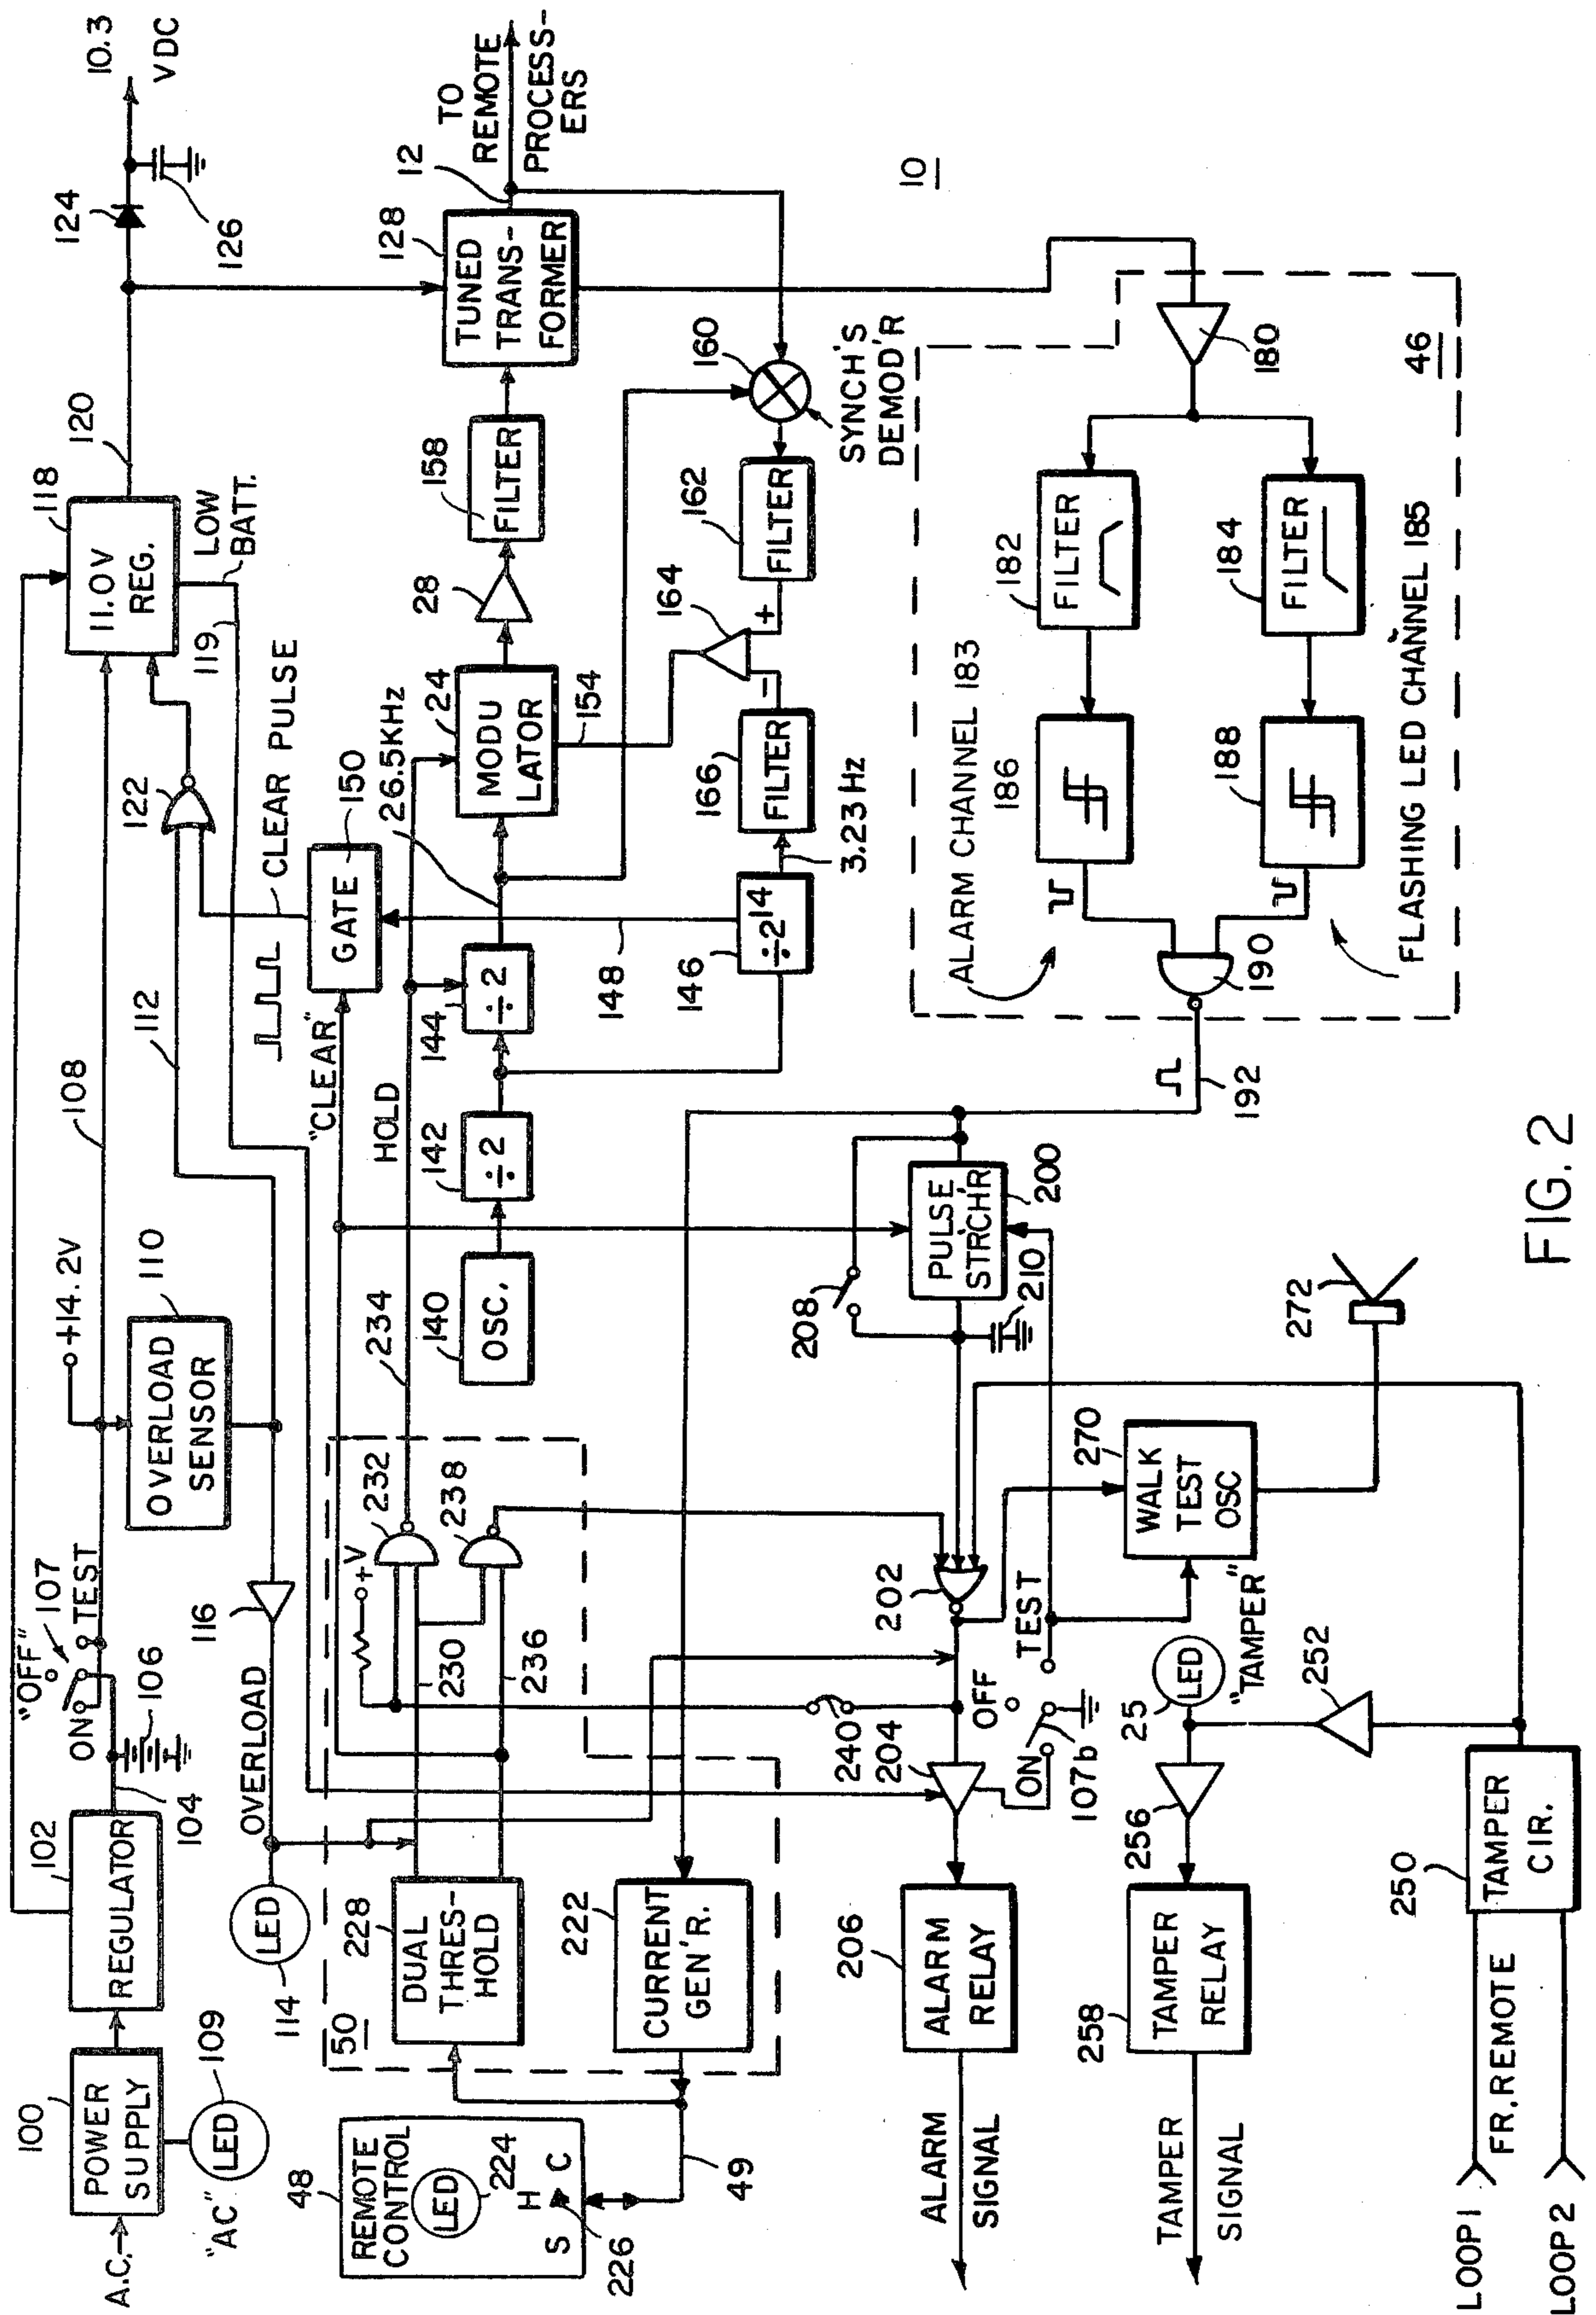 10.3
VDC
124
126
120
118
11.0V
REG.
LOW
BATT.
119
122
CLEAR PULSE
150
GATE
"CLEAR"
112
108
+14.2V
110
OVERLOAD
SENSOR
"OFF"
107
TEST
ON
106
104
102
REGULATOR
100
POWER
SUPPLY
A.C.
109
LED
"AC"
116
OVERLOAD
LED
114
TO
REMOTE
PROCESS-
ERS
12
128
TUNED
TRANS-
FORMER
158
FILTER
28
24
MODU
LATOR
26.5KHz
154
144
÷2
HOLD
142
÷2
140
OSC.
234
148
146
÷2¹⁴
3.23 Hz
166
FILTER
164
+
−
162
FILTER
160
SYNCH'S
DEMOD'R
10
232
238
+V
230
236
228
DUAL
THRES-
HOLD
50
222
CURRENT
GEN'R.
48
REMOTE
CONTROL
LED
224
S H C
226
49
46
180
182
FILTER
184
FILTER
186
188
ALARM CHANNEL 183
FLASHING LED CHANNEL 185
190
192
PULSE
STRCH'R
200
208
210
202
204
240
OFF
TEST
ON
107b
206
ALARM
RELAY
ALARM
SIGNAL
270
WALK
TEST
OSC
272
25
LED
"TAMPER"
252
256
258
TAMPER
RELAY
TAMPER
SIGNAL
250
TAMPER
CIR.
FR. REMOTE
LOOP 1
LOOP 2
FIG. 2